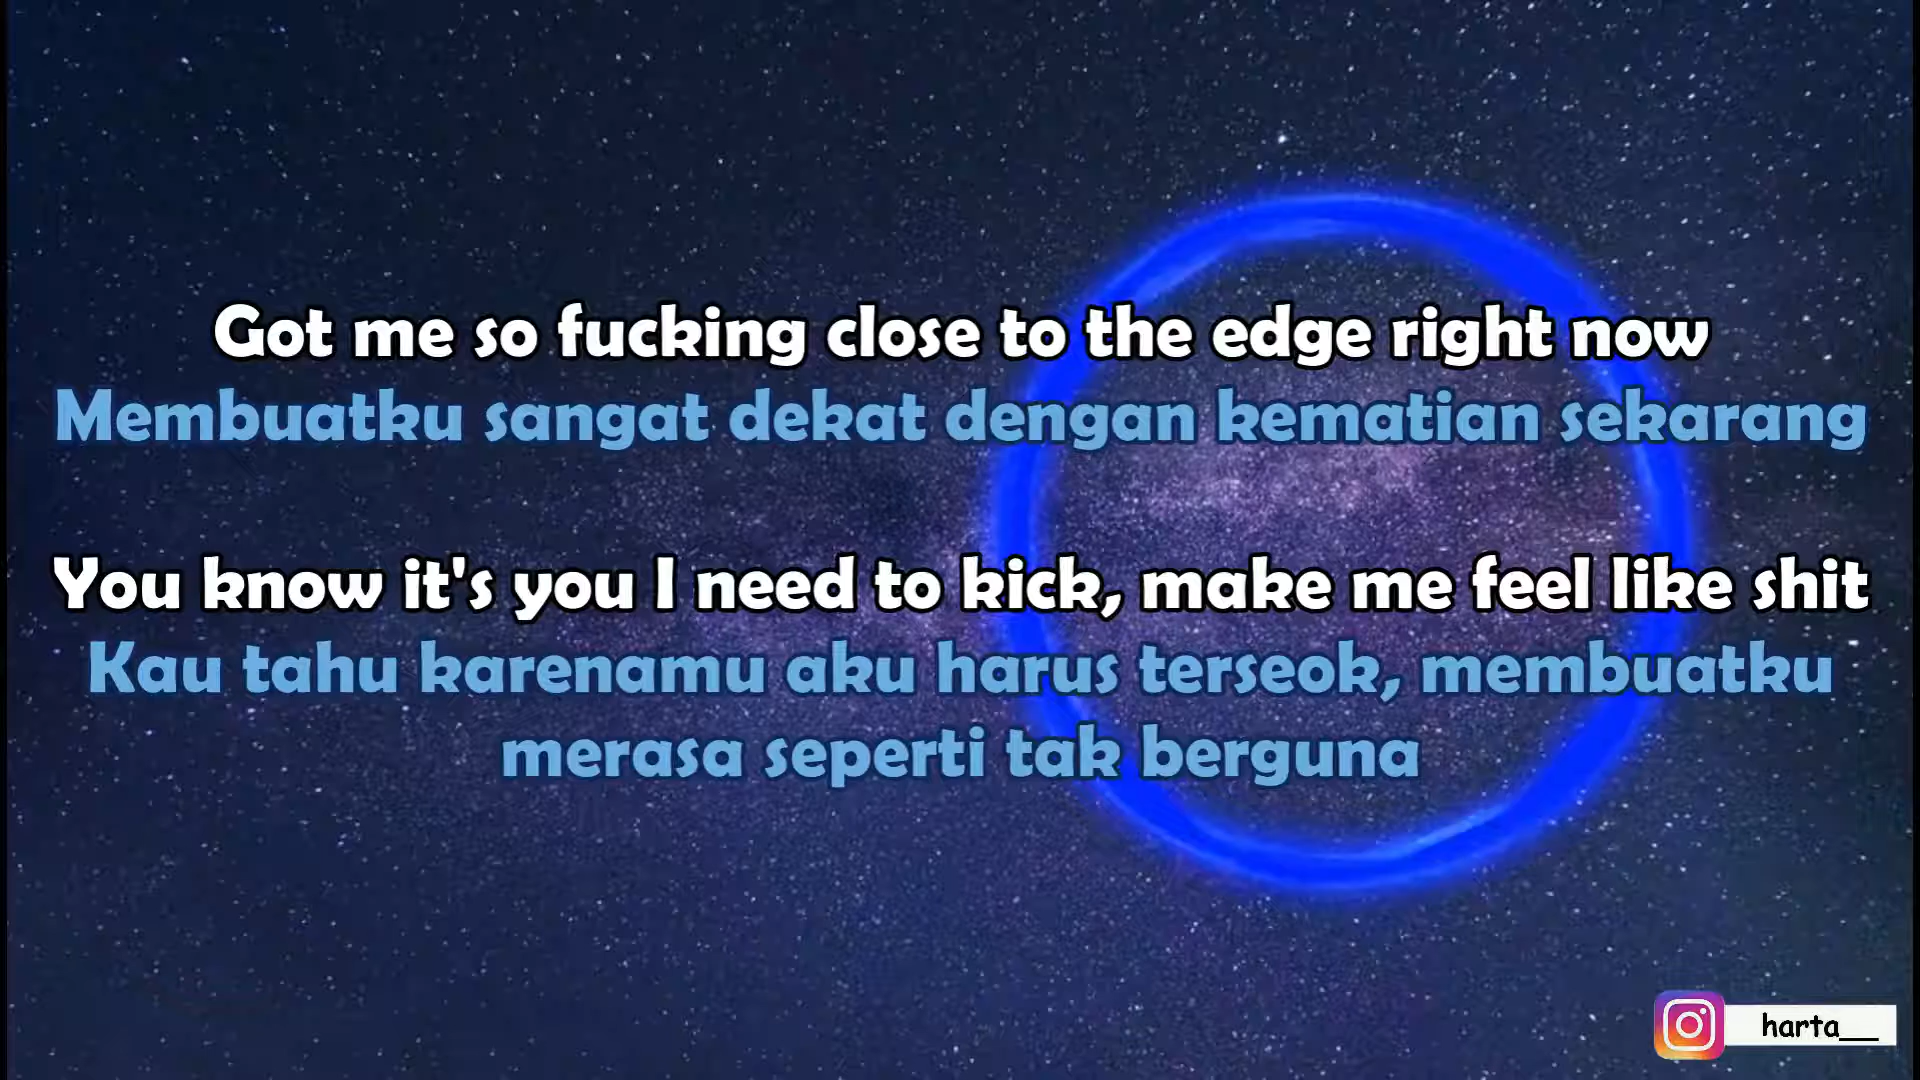 Got me so fucking close to the edge right now
Membuatku sangat dekat dengan kematian sekarang
You know it's you I need to kick, make me feel like shit
Kau tahu karenamu aku harus terseok, membuatku
merasa seperti tak berguna
harta__